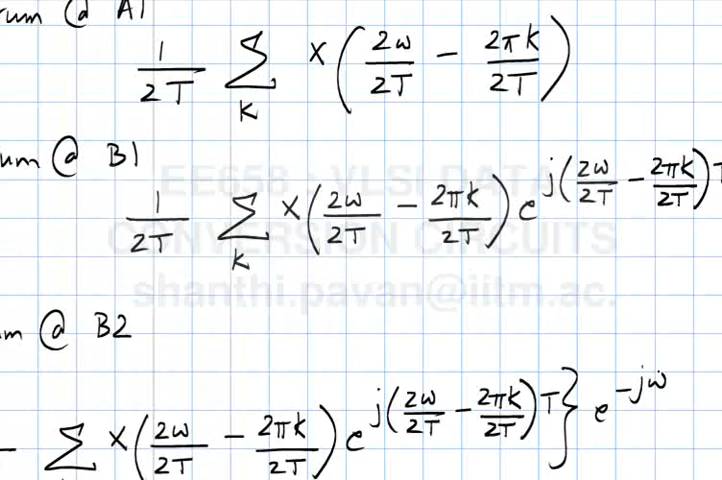 rum @ A1
1/2T Σ_K X(2ω/2T − 2πk/2T)
um @ B1
1/2T Σ_K X(2ω/2T − 2πk/2T) e^{j(2ω/2T − 2πk/2T)T
EE658 - VLSI DATA
CONVERSION CIRCUITS
shanthi.pavan@iitm.ac.
m @ B2
Σ X(2ω/2T − 2πk/2T) e^{j(2ω/2T − 2πk/2T)T} } e^{−jω}